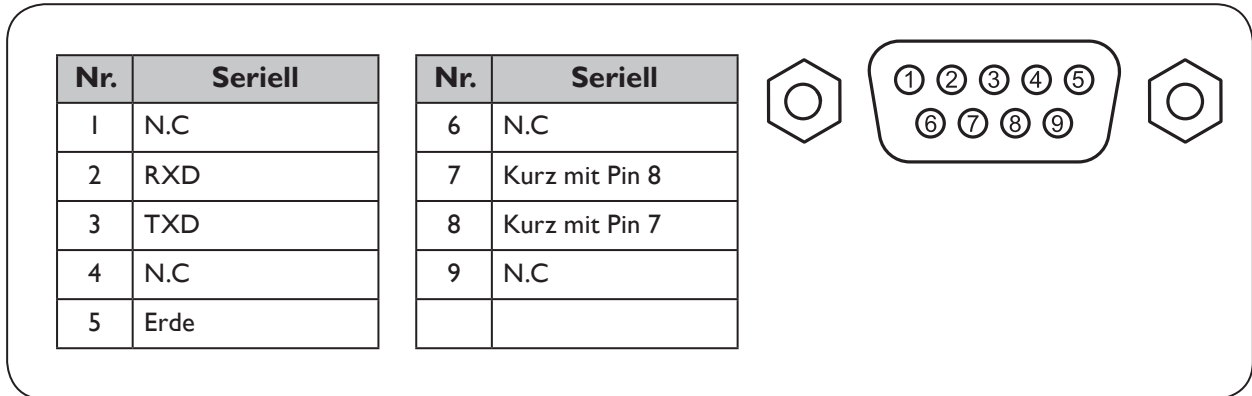 Nr. Seriell
1 N.C
2 RXD
3 TXD
4 N.C
5 Erde
Nr. Seriell
6 N.C
7 Kurz mit Pin 8
8 Kurz mit Pin 7
9 N.C
1 2 3 4 5
6 7 8 9